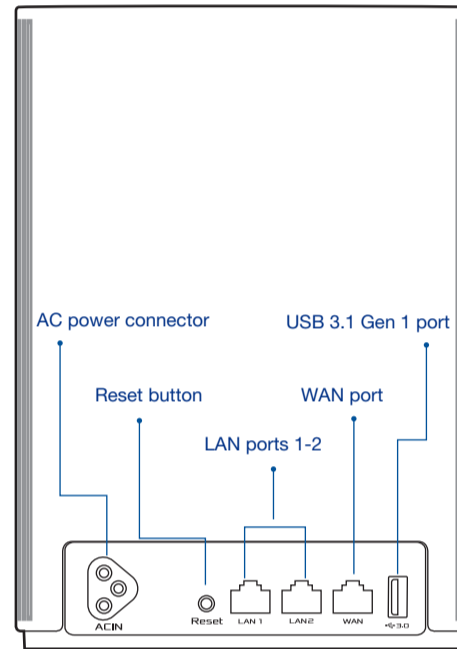 AC power connector
USB 3.1 Gen 1 port
Reset button
WAN port
LAN ports 1-2
ACIN
Reset
LAN 1
LAN2
WAN
3.0